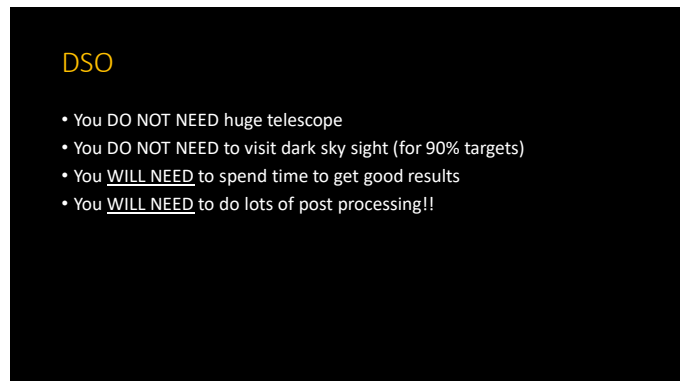 DSO
• You DO NOT NEED huge telescope
• You DO NOT NEED to visit dark sky sight (for 90% targets)
• You WILL NEED to spend time to get good results
• You WILL NEED to do lots of post processing!!